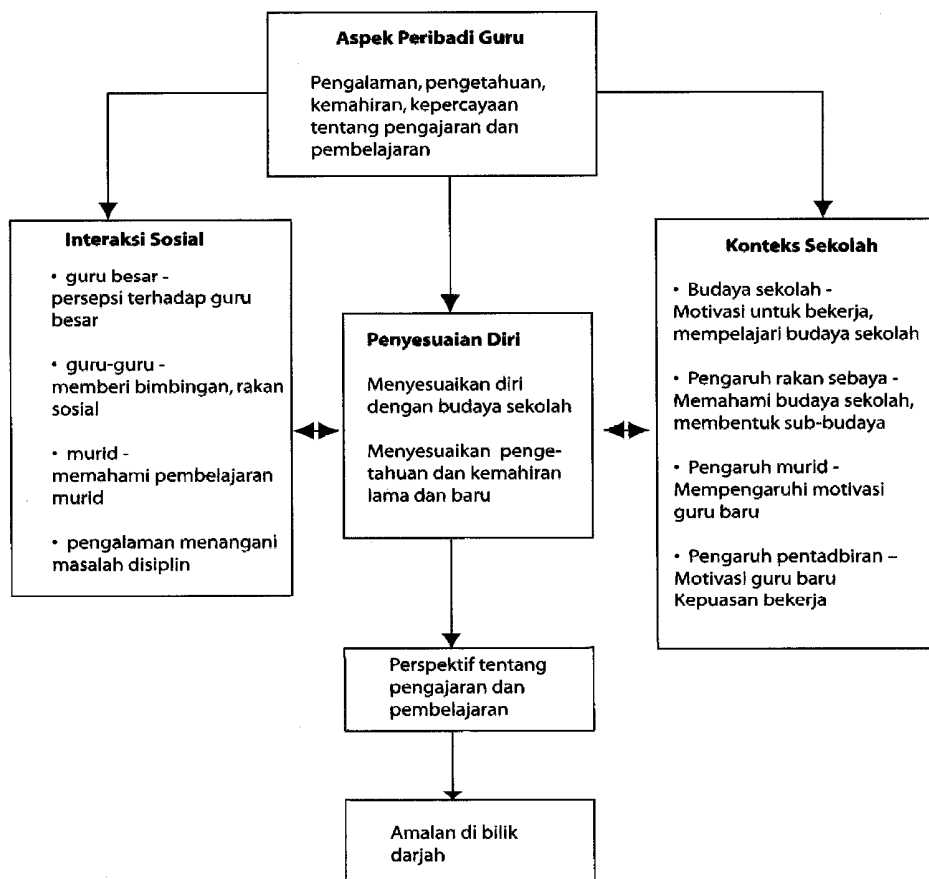 Aspek Peribadi Guru
Pengalaman, pengetahuan,
kemahiran, kepercayaan
tentang pengajaran dan
pembelajaran
Interaksi Sosial
• guru besar -
persepsi terhadap guru
besar
• guru-guru -
memberi bimbingan, rakan
sosial
• murid -
memahami pembelajaran
murid
• pengalaman menangani
masalah disiplin
Penyesuaian Diri
Menyesuaikan diri
dengan budaya sekolah
Menyesuaikan penge-
tahuan dan kemahiran
lama dan baru
Konteks Sekolah
• Budaya sekolah -
Motivasi untuk bekerja,
mempelajari budaya sekolah
• Pengaruh rakan sebaya -
Memahami budaya sekolah,
membentuk sub-budaya
• Pengaruh murid -
Mempengaruhi motivasi
guru baru
• Pengaruh pentadbiran –
Motivasi guru baru
Kepuasan bekerja
Perspektif tentang
pengajaran dan
pembelajaran
Amalan di bilik
darjah